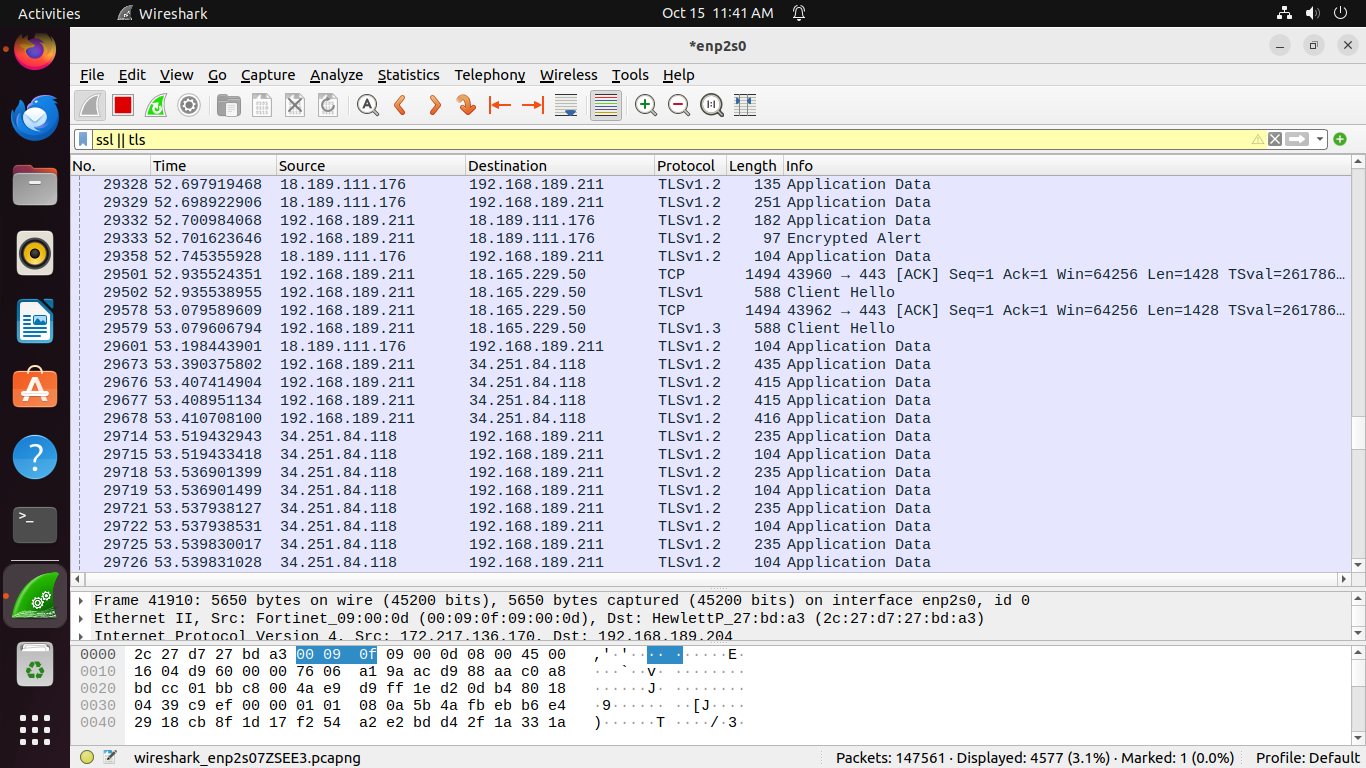 Activities Wireshark Oct 15 11:41 AM
*enp2s0
File Edit View Go Capture Analyze Statistics Telephony Wireless Tools Help
ssl || tls
No. Time Source Destination Protocol Length Info
29328 52.697919468 18.189.111.176 192.168.189.211 TLSv1.2 135 Application Data
29329 52.698922906 18.189.111.176 192.168.189.211 TLSv1.2 251 Application Data
29332 52.700984068 192.168.189.211 18.189.111.176 TLSv1.2 182 Application Data
29333 52.701623646 192.168.189.211 18.189.111.176 TLSv1.2 97 Encrypted Alert
29358 52.745355928 18.189.111.176 192.168.189.211 TLSv1.2 104 Application Data
29501 52.935524351 192.168.189.211 18.165.229.50 TCP 1494 43960 → 443 [ACK] Seq=1 Ack=1 Win=64256 Len=1428 TSval=261786…
29502 52.935538955 192.168.189.211 18.165.229.50 TLSv1 588 Client Hello
29578 53.079589609 192.168.189.211 18.165.229.50 TCP 1494 43962 → 443 [ACK] Seq=1 Ack=1 Win=64256 Len=1428 TSval=261786…
29579 53.079606794 192.168.189.211 18.165.229.50 TLSv1.3 588 Client Hello
29601 53.198443901 18.189.111.176 192.168.189.211 TLSv1.2 104 Application Data
29673 53.390375802 192.168.189.211 34.251.84.118 TLSv1.2 435 Application Data
29676 53.407414904 192.168.189.211 34.251.84.118 TLSv1.2 415 Application Data
29677 53.408951134 192.168.189.211 34.251.84.118 TLSv1.2 415 Application Data
29678 53.410708100 192.168.189.211 34.251.84.118 TLSv1.2 416 Application Data
29714 53.519432943 34.251.84.118 192.168.189.211 TLSv1.2 235 Application Data
29715 53.519433418 34.251.84.118 192.168.189.211 TLSv1.2 104 Application Data
29718 53.536901399 34.251.84.118 192.168.189.211 TLSv1.2 235 Application Data
29719 53.536901499 34.251.84.118 192.168.189.211 TLSv1.2 104 Application Data
29721 53.537938127 34.251.84.118 192.168.189.211 TLSv1.2 235 Application Data
29722 53.537938531 34.251.84.118 192.168.189.211 TLSv1.2 104 Application Data
29725 53.539830017 34.251.84.118 192.168.189.211 TLSv1.2 235 Application Data
29726 53.539831028 34.251.84.118 192.168.189.211 TLSv1.2 104 Application Data
Frame 41910: 5650 bytes on wire (45200 bits), 5650 bytes captured (45200 bits) on interface enp2s0, id 0
Ethernet II, Src: Fortinet_09:00:0d (00:09:0f:09:00:0d), Dst: HewlettP_27:bd:a3 (2c:27:d7:27:bd:a3)
Internet Protocol Version 4, Src: 172.217.136.170, Dst: 192.168.189.204
0000 2c 27 d7 27 bd a3 00 09 0f 09 00 0d 08 00 45 00 ,'·'··········E·
0010 16 04 d9 60 00 00 76 06 a1 9a ac d9 88 aa c0 a8 ···`··v·········
0020 bd cc 01 bb c8 00 4a e9 d9 ff 1e d2 0d b4 80 18 ······J·········
0030 04 39 c9 ef 00 00 01 01 08 0a 5b 4a fb eb b6 e4 ·9········[J····
0040 29 18 cb 8f 1d 17 f2 54 a2 e2 bd d4 2f 1a 33 1a )······T····/·3·
wireshark_enp2s07ZSEE3.pcapng Packets: 147561 · Displayed: 4577 (3.1%) · Marked: 1 (0.0%) Profile: Default